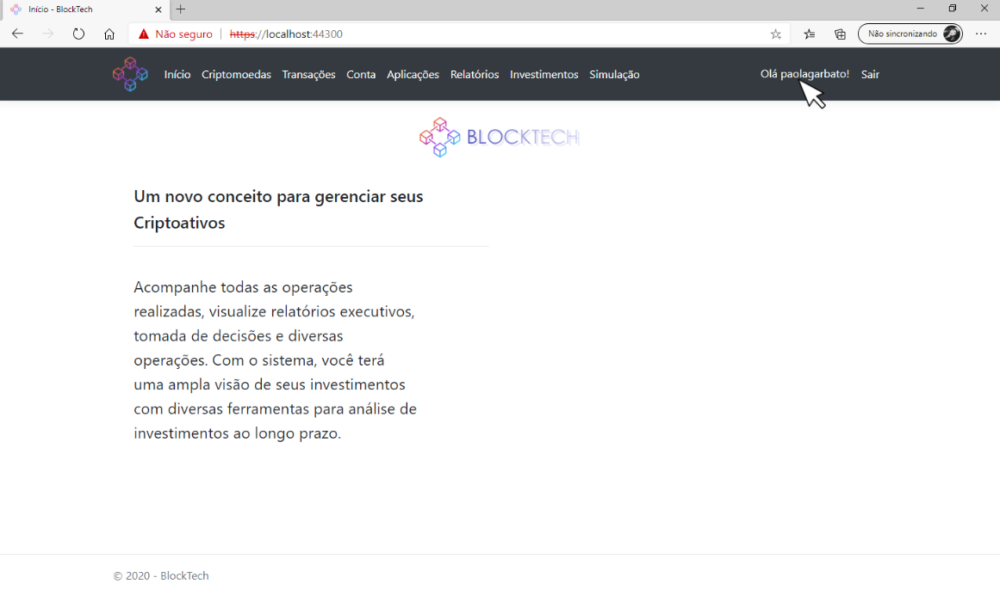 Início - BlockTech
Não seguro
https://localhost:44300
Não sincronizando
Início Criptomoedas Transações Conta Aplicações Relatórios Investimentos Simulação Olá paolagarbato! Sair
BLOCKTECH
Um novo conceito para gerenciar seus
Criptoativos
Acompanhe todas as operações
realizadas, visualize relatórios executivos,
tomada de decisões e diversas
operações. Com o sistema, você terá
uma ampla visão de seus investimentos
com diversas ferramentas para análise de
investimentos ao longo prazo.
© 2020 - BlockTech